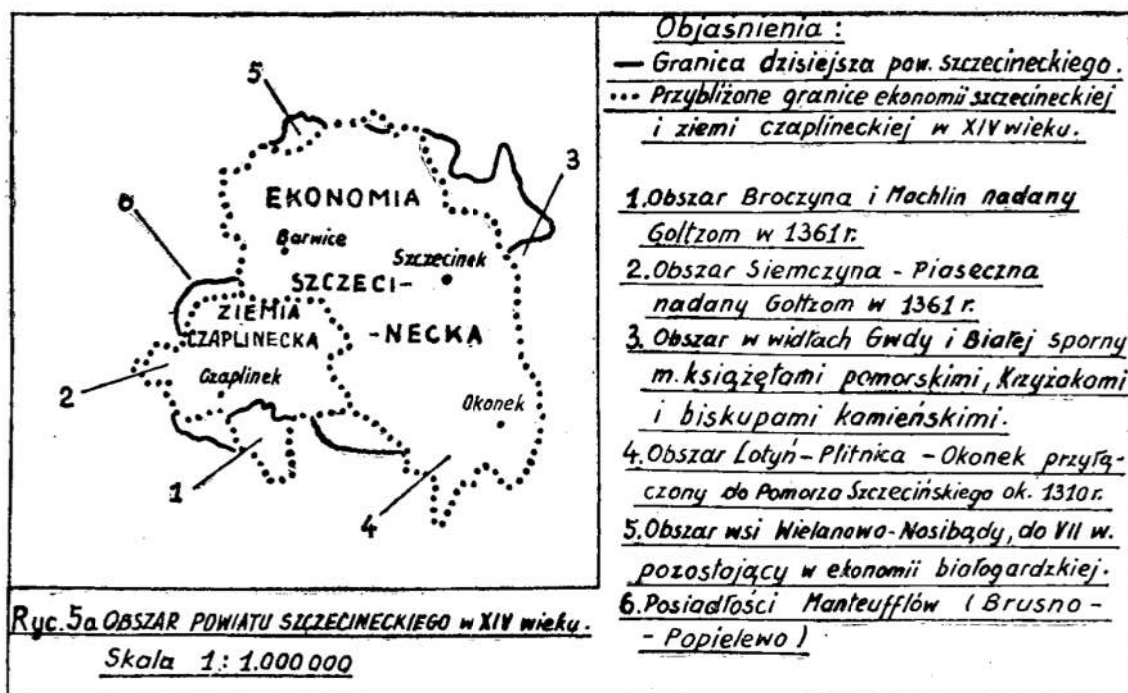 5
3
6
2
1
4
EKONOMIA
Barwice
Szczecinek
SZCZECI-
ZIEMIA
CZAPLINECKA
-NECKA
Czaplinek
Okonek
Ryc. 5a OBSZAR POWIATU SZCZECINECKIEGO w XIV wieku.
Skala 1:1.000 000
Objaśnienia :
— Granica dzisiejsza pow. szczecineckiego.
... Przybliżone granice ekonomii szczecineckiej
i ziemi czaplineckiej w XIV wieku.
1. Obszar Broczyna i Machlin nadany
Goltzom w 1361 r.
2. Obszar Siemczyna - Piaseczna
nadany Goltzom w 1361 r.
3. Obszar w widłach Gwdy i Białej sporny
m. książętami pomorskimi, Krzyżakami
i biskupami kamieńskimi.
4. Obszar Lotyń - Plitnica - Okonek przyłą-
czony do Pomorza Szczecińskiego ok. 1310 r.
5. Obszar wsi Wielanowo-Nosibądy, do VII w.
pozostający w ekonomii białogardzkiej.
6. Posiadłości Manteufflów ( Brusno -
- Popielewo )